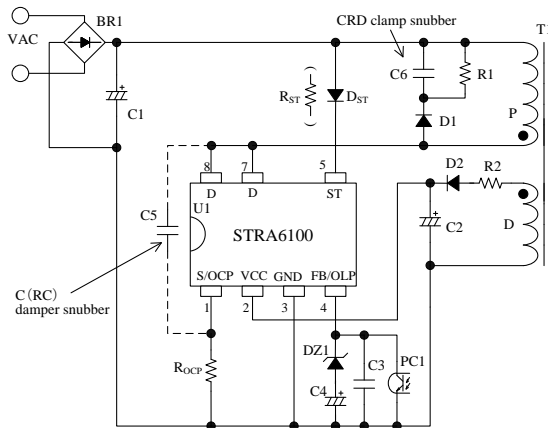 CRD clamp snubber
BR1
T1
VAC
C6
R1
RST
DST
C1
P
D1
D2
R2
8
7
5
D
D
ST
U1
C5
STRA6100
C2
D
C (RC)
damper snubber
S/OCP
VCC
GND
FB/OLP
1
2
3
4
DZ1
C3
PC1
ROCP
C4